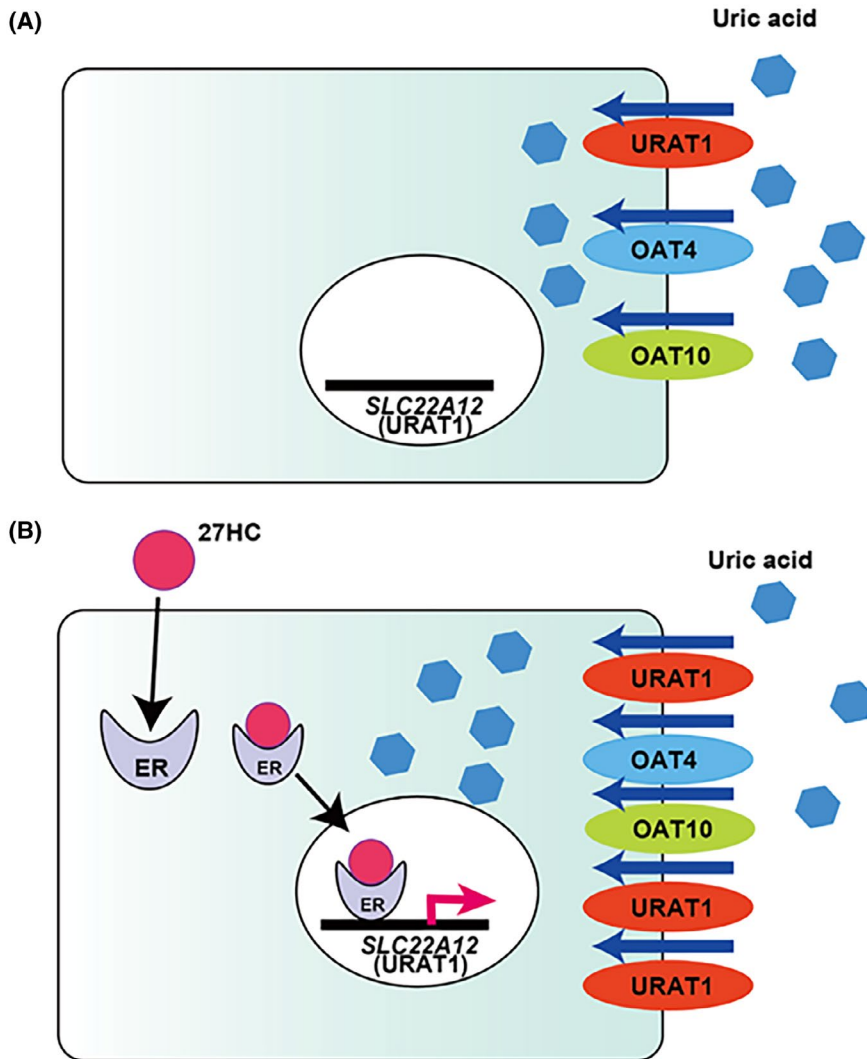 (A)
Uric acid
URAT1
OAT4
OAT10
SLC22A12
(URAT1)
(B)
27HC
Uric acid
URAT1
ER
ER
OAT4
OAT10
ER
URAT1
SLC22A12
(URAT1)
URAT1